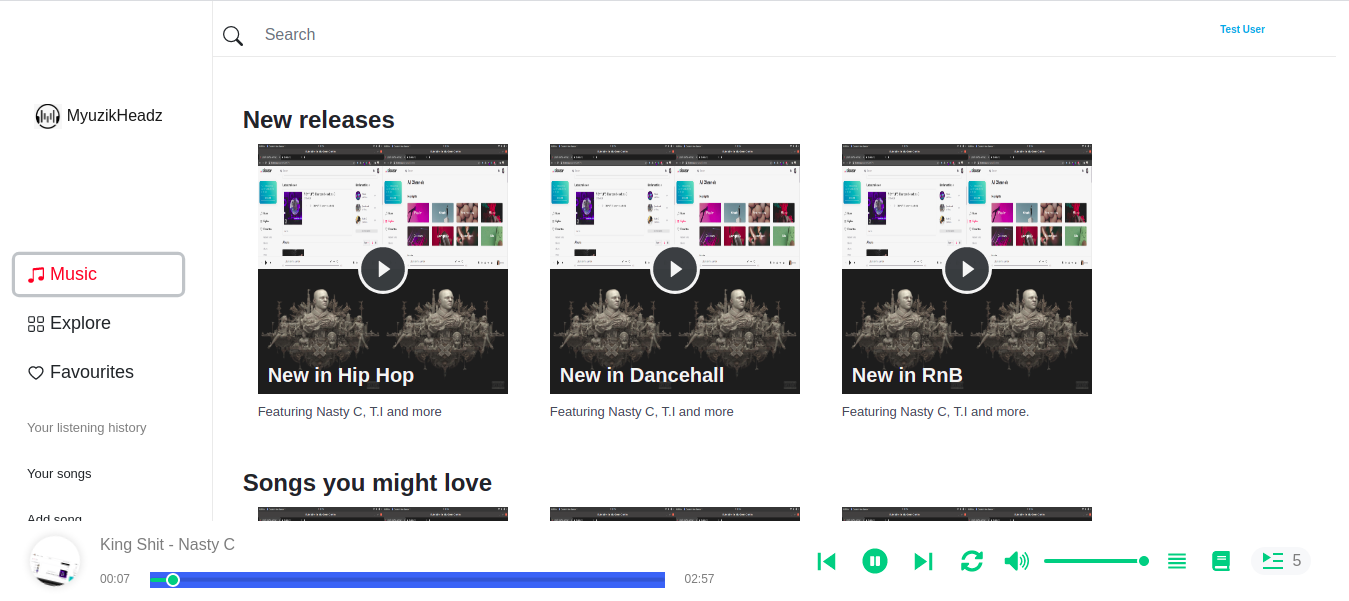 Search
Test User
MyuzikHeadz
New releases
Music
Explore
Favourites
Your listening history
Your songs
Add song
New in Hip Hop
New in Dancehall
New in RnB
Featuring Nasty C, T.I and more
Featuring Nasty C, T.I and more
Featuring Nasty C, T.I and more.
Songs you might love
King Shit - Nasty C
00:07
02:57
5